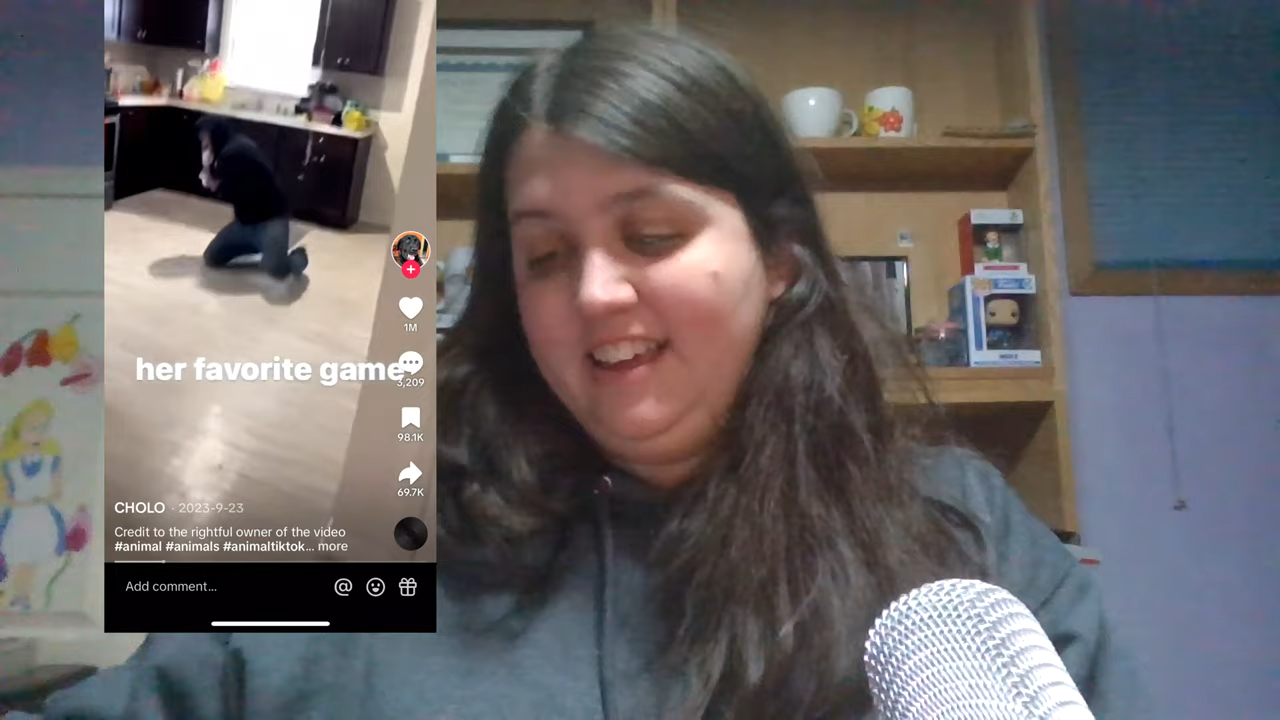 her favorite game
1M
3,209
98.1K
69.7K
CHOLO · 2023-9-23
Credit to the rightful owner of the video
#animal #animals #animaltiktok... more
Add comment...